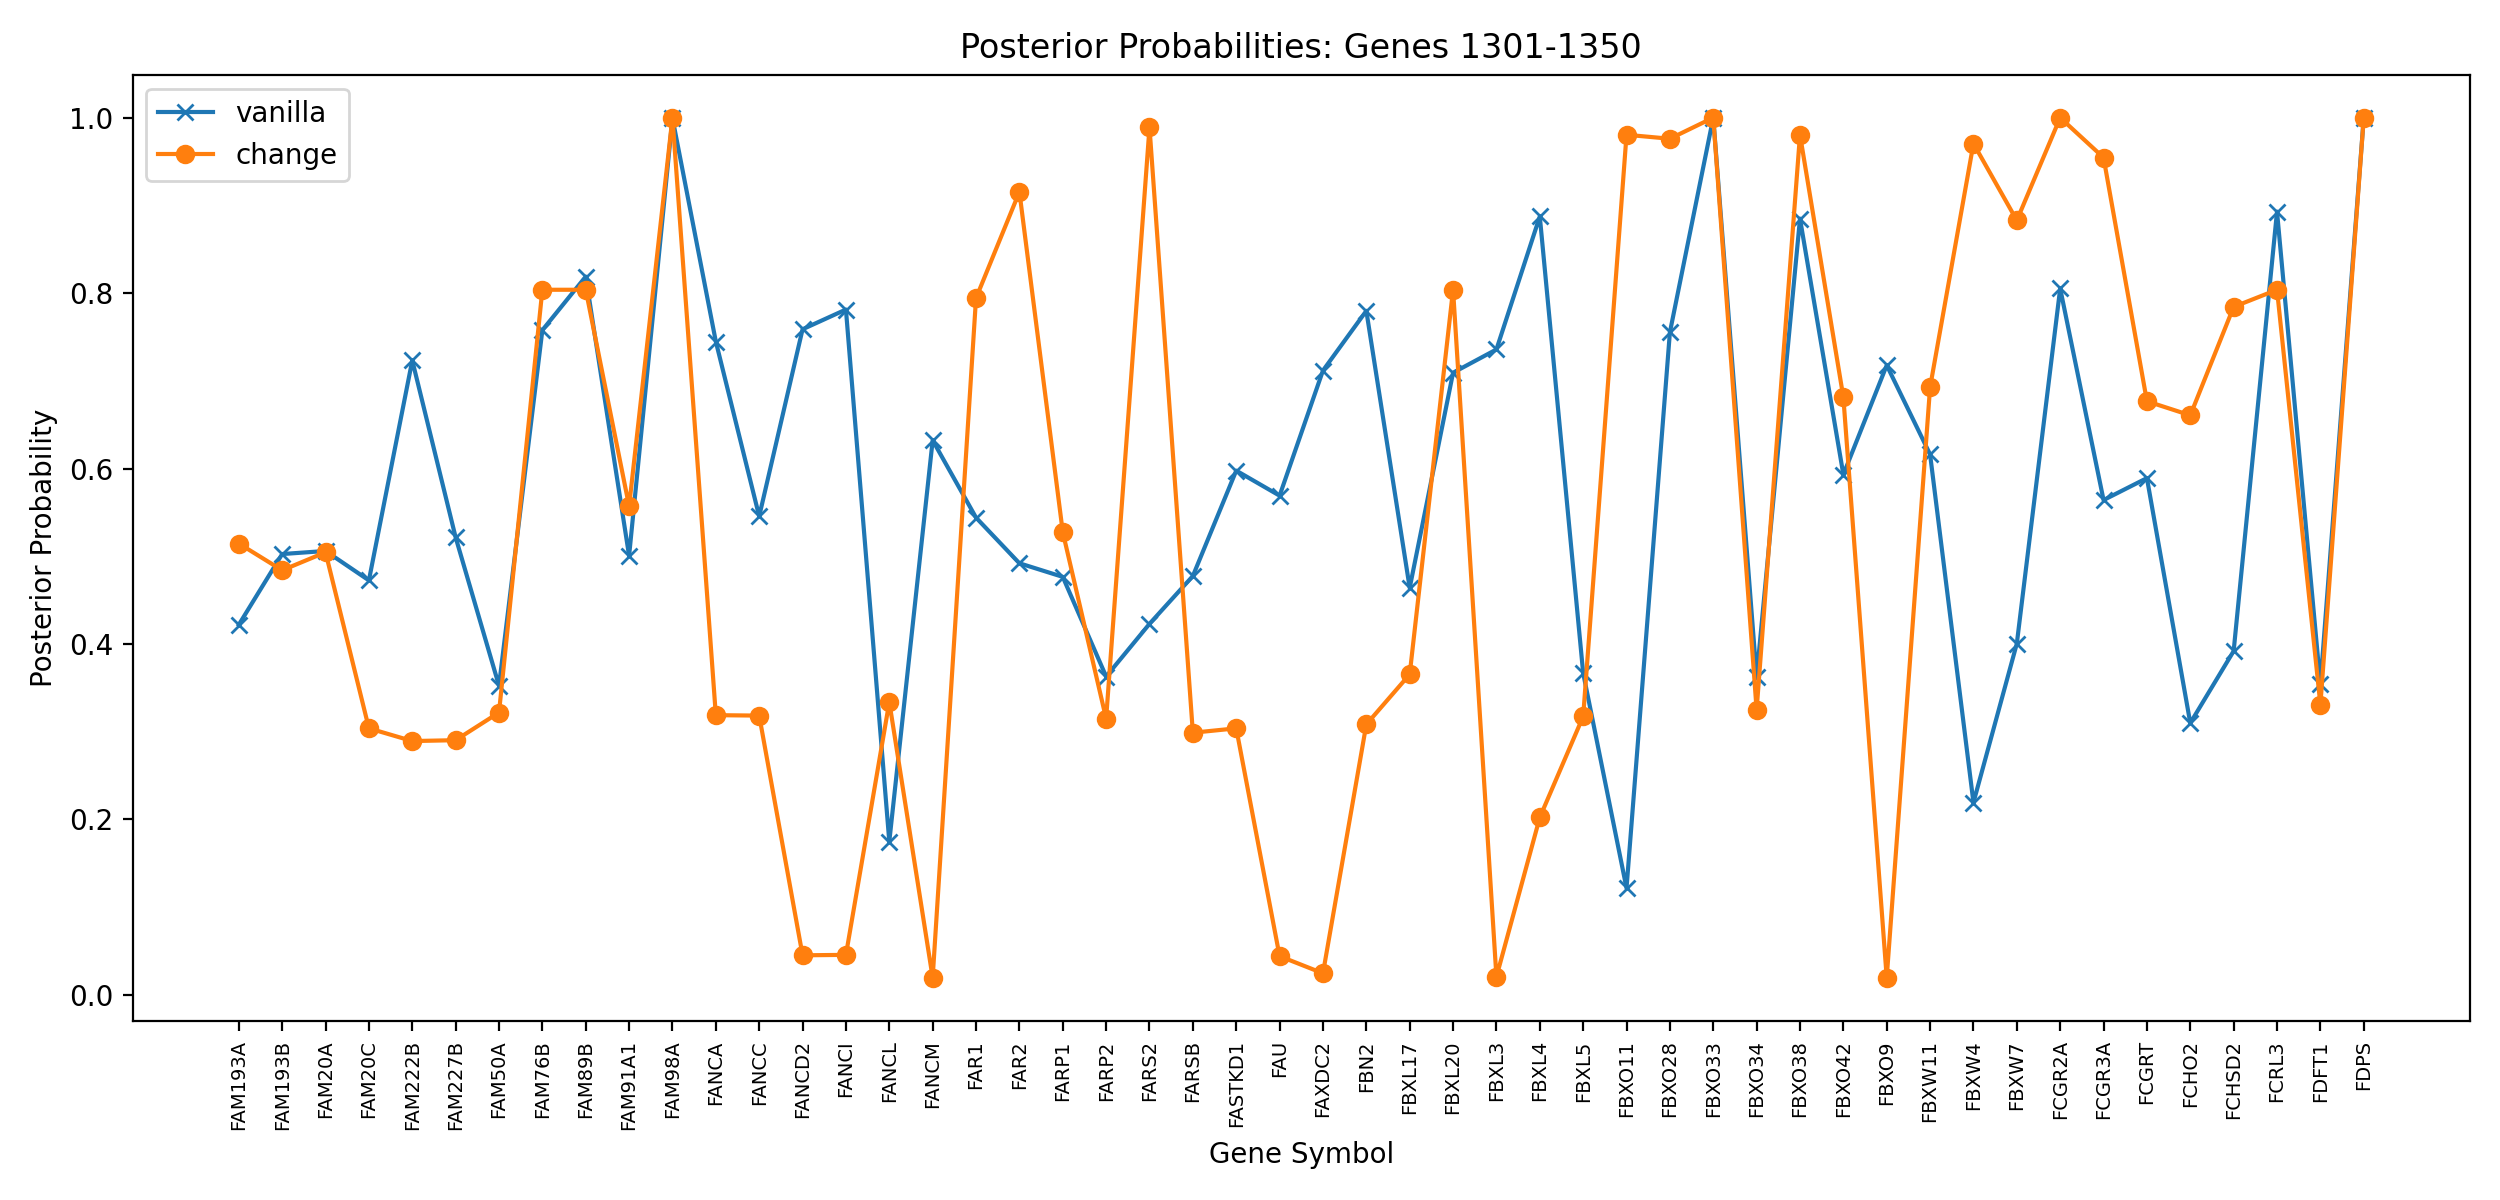 Posterior Probabilities: Genes 1301-1350
vanilla
change
1.0
0.8
0.6
0.4
0.2
0.0
Posterior Probability
FAM193A
FAM193B
FAM20A
FAM20C
FAM222B
FAM227B
FAM50A
FAM76B
FAM89B
FAM91A1
FAM98A
FANCA
FANCC
FANCD2
FANCI
FANCL
FANCM
FAR1
FAR2
FARP1
FARP2
FARS2
FARSB
FASTKD1
FAU
FAXDC2
FBN2
FBXL17
FBXL20
FBXL3
FBXL4
FBXL5
FBXO11
FBXO28
FBXO33
FBXO34
FBXO38
FBXO42
FBXO9
FBXW11
FBXW4
FBXW7
FCGR2A
FCGR3A
FCGRT
FCHO2
FCHSD2
FCRL3
FDFT1
FDPS
Gene Symbol